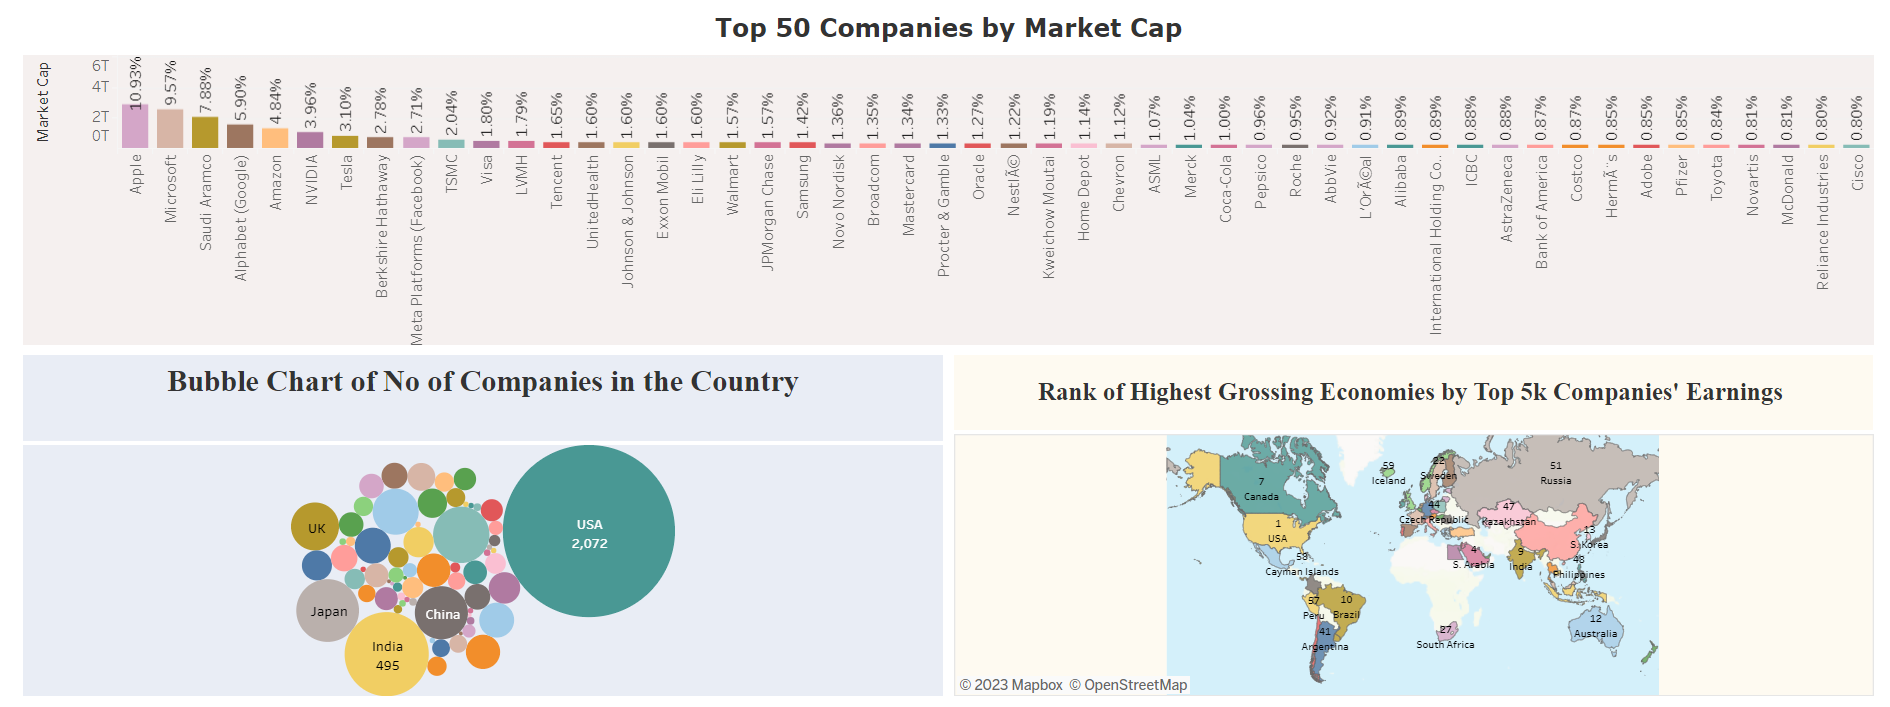 Top 50 Companies by Market Cap
Market Cap
6T
4T
2T
0T
10.93%
9.57%
7.88%
5.90%
4.84%
3.96%
3.10%
2.78%
2.71%
2.04%
1.80%
1.79%
1.65%
1.60%
1.60%
1.60%
1.60%
1.57%
1.57%
1.42%
1.36%
1.35%
1.34%
1.33%
1.27%
1.22%
1.19%
1.14%
1.12%
1.07%
1.04%
1.00%
0.96%
0.95%
0.92%
0.91%
0.89%
0.89%
0.88%
0.88%
0.87%
0.87%
0.85%
0.85%
0.85%
0.84%
0.81%
0.81%
0.80%
0.80%
Apple
Microsoft
Saudi Aramco
Alphabet (Google)
Amazon
NVIDIA
Tesla
Berkshire Hathaway
Meta Platforms (Facebook)
TSMC
Visa
LVMH
Tencent
UnitedHealth
Johnson & Johnson
Exxon Mobil
Eli Lilly
Walmart
JPMorgan Chase
Samsung
Novo Nordisk
Broadcom
Mastercard
Procter & Gamble
Oracle
NestlÃ©
Kweichow Moutai
Home Depot
Chevron
ASML
Merck
Coca-Cola
Pepsico
Roche
AbbVie
L'OrÃ©al
Alibaba
International Holding Co..
ICBC
AstraZeneca
Bank of America
Costco
HermÃ¨s
Adobe
Pfizer
Toyota
Novartis
McDonald
Reliance Industries
Cisco
Bubble Chart of No of Companies in the Country
USA
2,072
UK
Japan
China
India
495
Rank of Highest Grossing Economies by Top 5k Companies' Earnings
59
Iceland
22
Sweden
51
Russia
7
Canada
44
Czech Republic
47
Kazakhstan
1
USA
13
S. Korea
58
Cayman Islands
4
S. Arabia
9
India
48
Philippines
57
Peru
10
Brazil
12
Australia
41
Argentina
27
South Africa
© 2023 Mapbox © OpenStreetMap